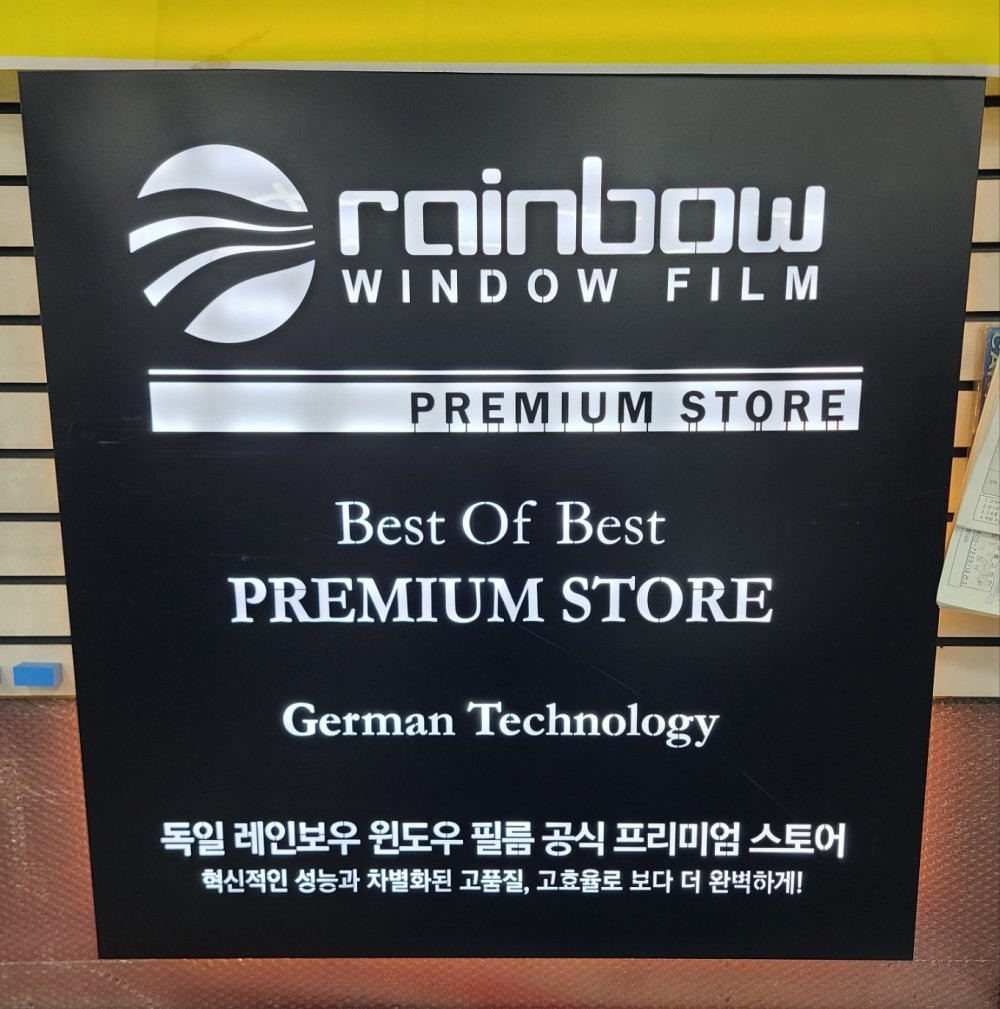 rainbow
WINDOW FILM
PREMIUM STORE
Best Of Best
PREMIUM STORE
German Technology
독일 레인보우 윈도우 필름 공식 프리미엄 스토어
혁신적인 성능과 차별화된 고품질, 고효율로 보다 더 완벽하게!